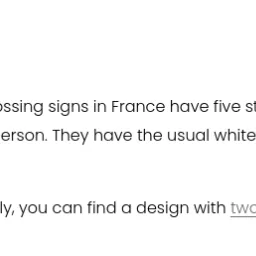 ossing signs in France have five st
erson. They have the usual white
ly, you can find a design with two